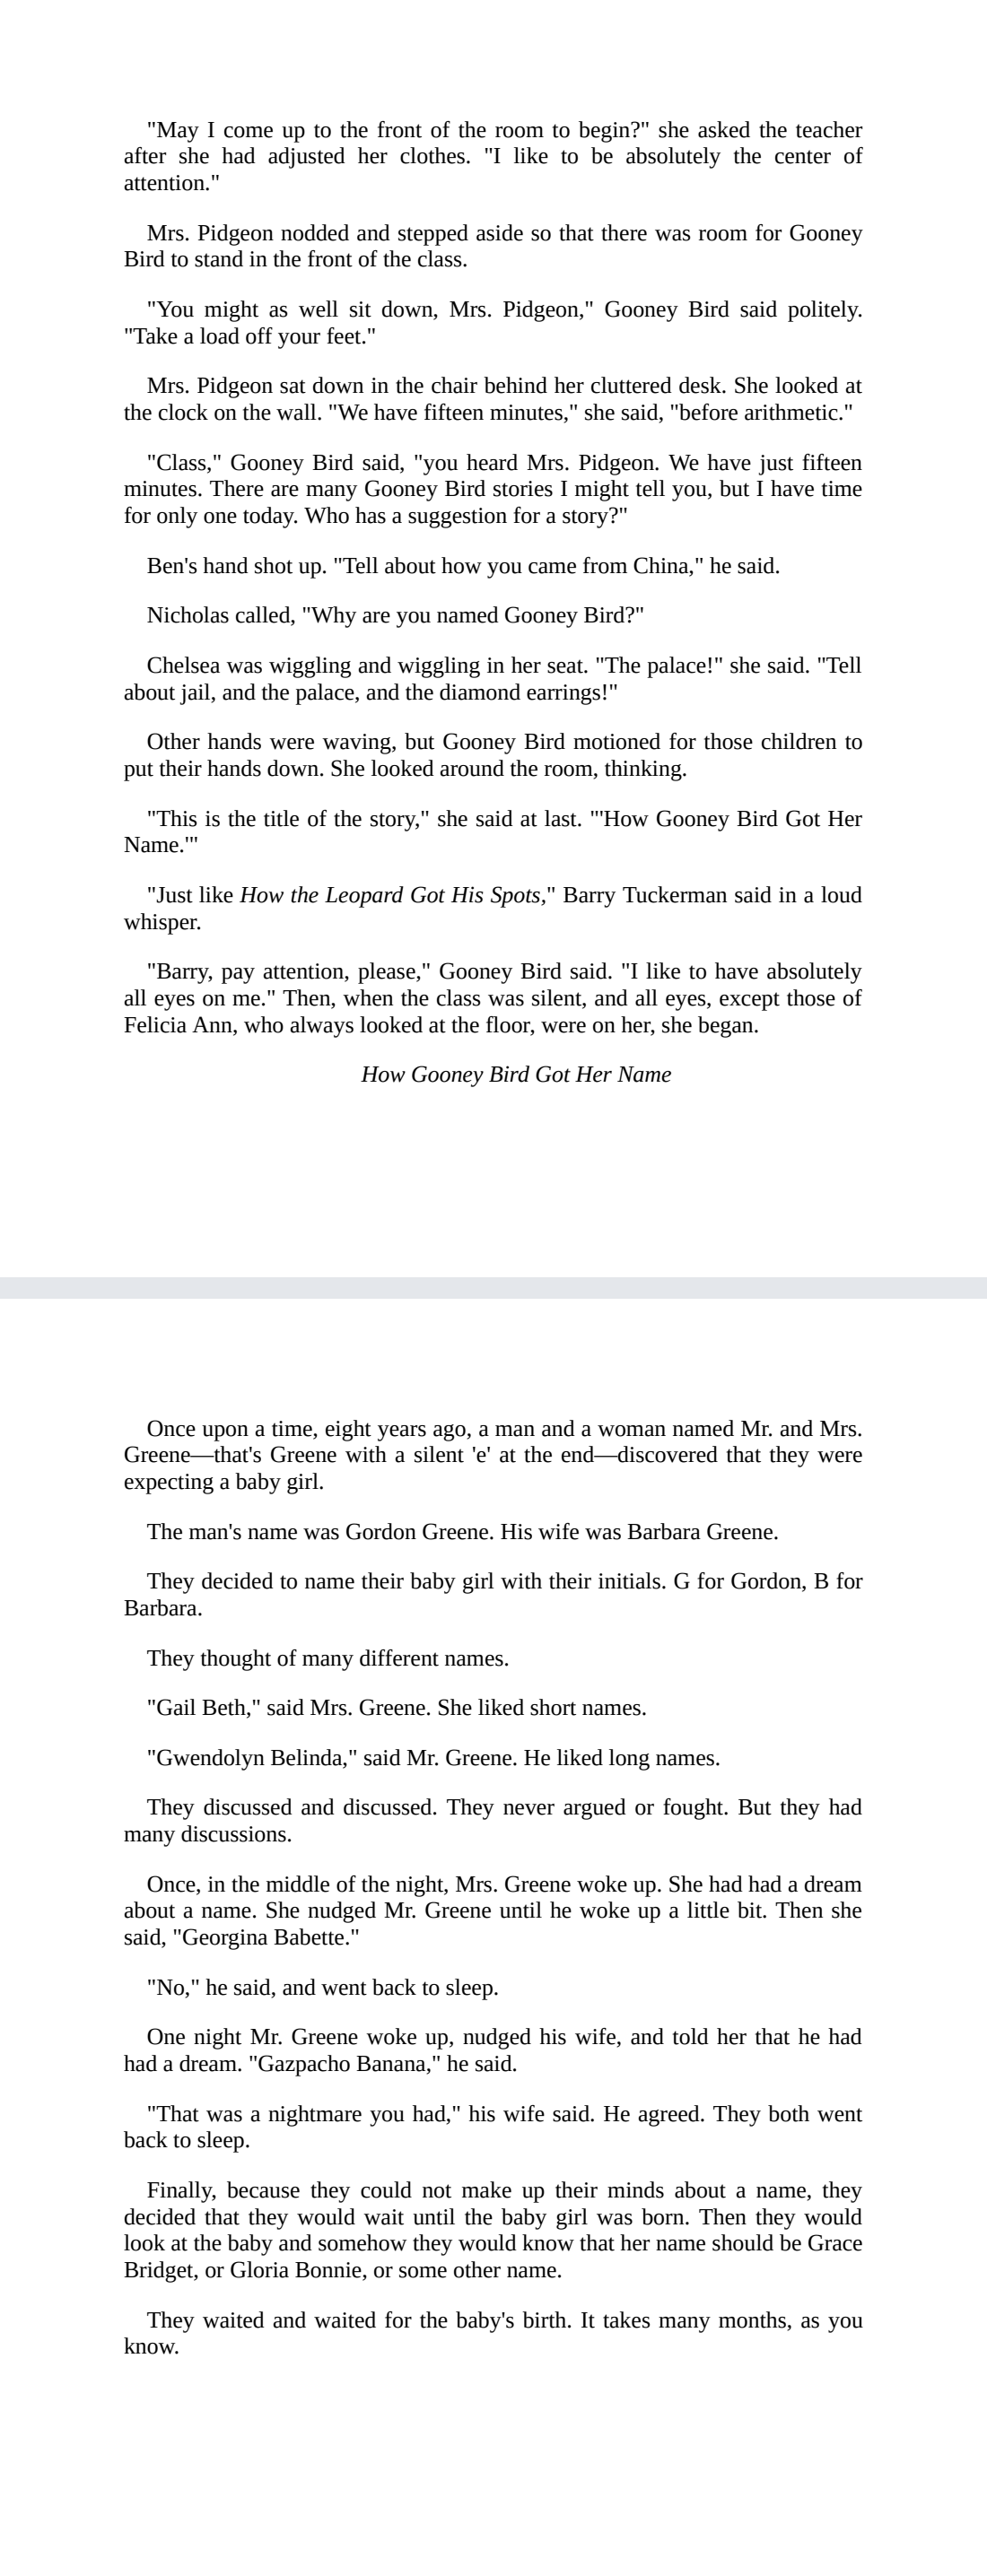 "May I come up to the front of the room to begin?" she asked the teacher
after she had adjusted her clothes. "I like to be absolutely the center of
attention."
Mrs. Pidgeon nodded and stepped aside so that there was room for Gooney
Bird to stand in the front of the class.
"You might as well sit down, Mrs. Pidgeon," Gooney Bird said politely.
"Take a load off your feet."
Mrs. Pidgeon sat down in the chair behind her cluttered desk. She looked at
the clock on the wall. "We have fifteen minutes," she said, "before arithmetic."
"Class," Gooney Bird said, "you heard Mrs. Pidgeon. We have just fifteen
minutes. There are many Gooney Bird stories I might tell you, but I have time
for only one today. Who has a suggestion for a story?"
Ben's hand shot up. "Tell about how you came from China," he said.
Nicholas called, "Why are you named Gooney Bird?"
Chelsea was wiggling and wiggling in her seat. "The palace!" she said. "Tell
about jail, and the palace, and the diamond earrings!"
Other hands were waving, but Gooney Bird motioned for those children to
put their hands down. She looked around the room, thinking.
"This is the title of the story," she said at last. "'How Gooney Bird Got Her
Name.'"
"Just like How the Leopard Got His Spots," Barry Tuckerman said in a loud
whisper.
"Barry, pay attention, please," Gooney Bird said. "I like to have absolutely
all eyes on me." Then, when the class was silent, and all eyes, except those of
Felicia Ann, who always looked at the floor, were on her, she began.
How Gooney Bird Got Her Name
Once upon a time, eight years ago, a man and a woman named Mr. and Mrs.
Greene—that's Greene with a silent 'e' at the end—discovered that they were
expecting a baby girl.
The man's name was Gordon Greene. His wife was Barbara Greene.
They decided to name their baby girl with their initials. G for Gordon, B for
Barbara.
They thought of many different names.
"Gail Beth," said Mrs. Greene. She liked short names.
"Gwendolyn Belinda," said Mr. Greene. He liked long names.
They discussed and discussed. They never argued or fought. But they had
many discussions.
Once, in the middle of the night, Mrs. Greene woke up. She had had a dream
about a name. She nudged Mr. Greene until he woke up a little bit. Then she
said, "Georgina Babette."
"No," he said, and went back to sleep.
One night Mr. Greene woke up, nudged his wife, and told her that he had
had a dream. "Gazpacho Banana," he said.
"That was a nightmare you had," his wife said. He agreed. They both went
back to sleep.
Finally, because they could not make up their minds about a name, they
decided that they would wait until the baby girl was born. Then they would
look at the baby and somehow they would know that her name should be Grace
Bridget, or Gloria Bonnie, or some other name.
They waited and waited for the baby's birth. It takes many months, as you
know.